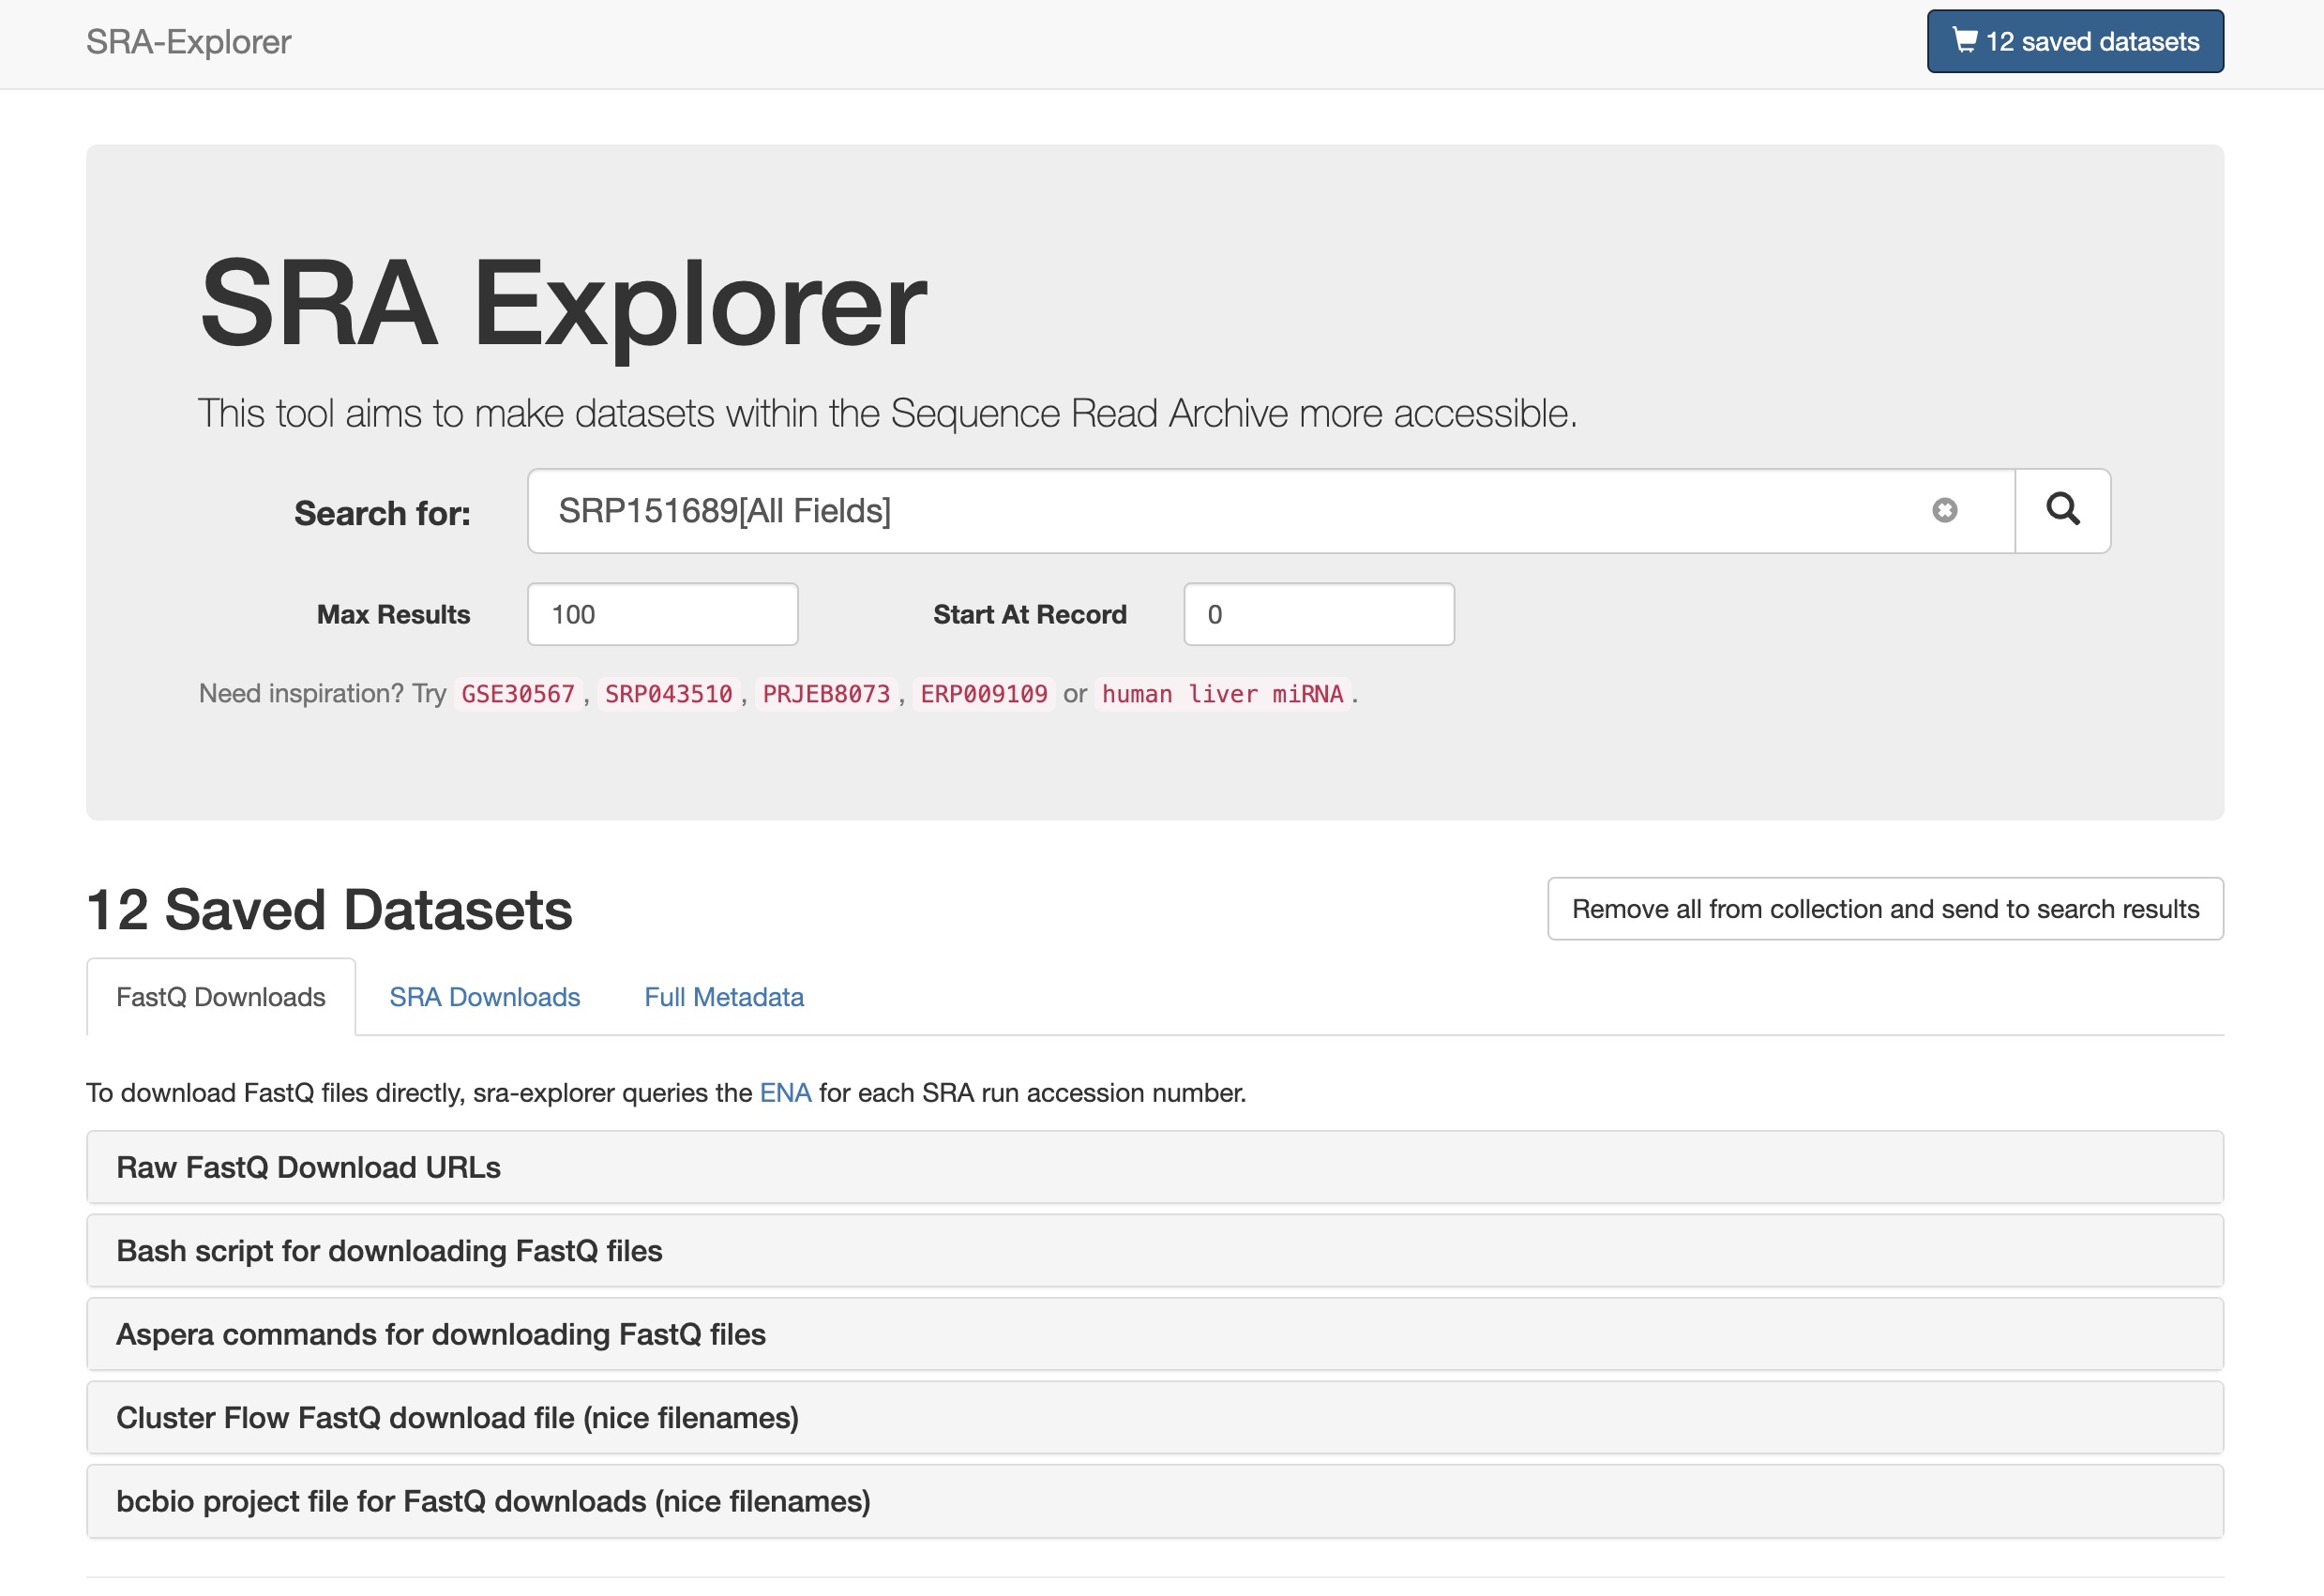 SRA-Explorer
12 saved datasets
SRA Explorer
This tool aims to make datasets within the Sequence Read Archive more accessible.
Search for:
SRP151689[All Fields]
Max Results
100
Start At Record
0
Need inspiration? Try GSE30567, SRP043510, PRJEB8073, ERP009109 or human liver miRNA.
12 Saved Datasets
Remove all from collection and send to search results
FastQ Downloads
SRA Downloads
Full Metadata
To download FastQ files directly, sra-explorer queries the ENA for each SRA run accession number.
Raw FastQ Download URLs
Bash script for downloading FastQ files
Aspera commands for downloading FastQ files
Cluster Flow FastQ download file (nice filenames)
bcbio project file for FastQ downloads (nice filenames)